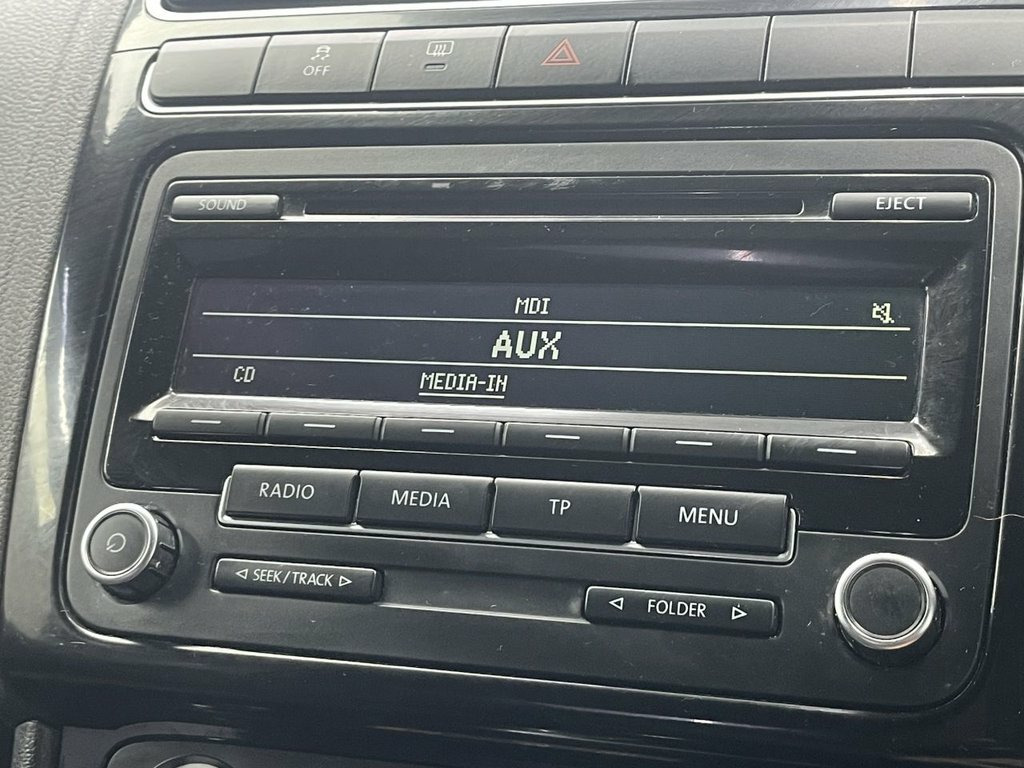 OFF
SOUND
EJECT
MDI
AUX
CD MEDIA-IN
RADIO MEDIA TP MENU
SEEK/TRACK
FOLDER